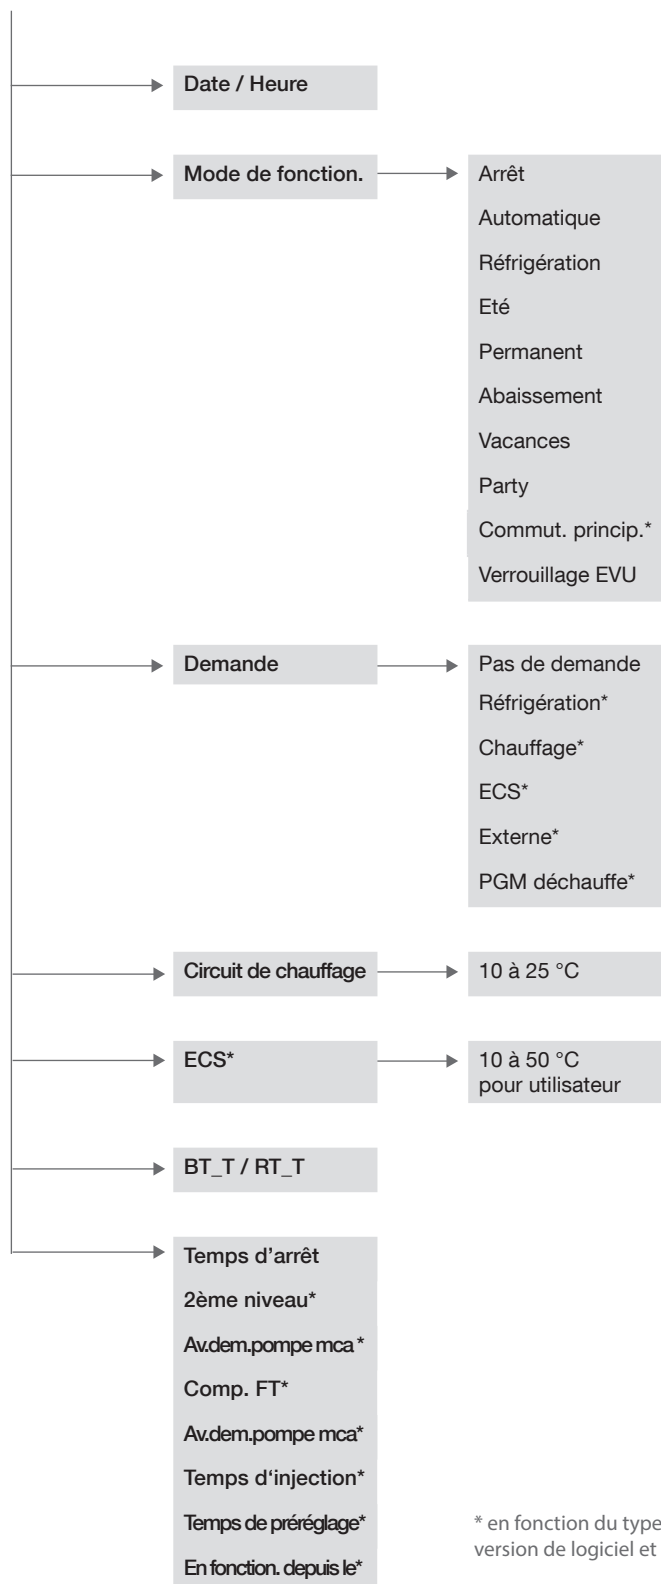 Date / Heure
Mode de fonction.
Arrêt
Automatique
Réfrigération
Eté
Permanent
Abaissement
Vacances
Party
Commut. princip.*
Verrouillage EVU
Demande
Pas de demande
Réfrigération*
Chauffage*
ECS*
Externe*
PGM déchauffe*
Circuit de chauffage
10 à 25 °C
ECS*
10 à 50 °C
pour utilisateur
BT_T / RT_T
Temps d’arrêt
2ème niveau*
Av.dem.pompe mca *
Comp. FT*
Av.dem.pompe mca*
Temps d‘injection*
Temps de préréglage*
En fonction. depuis le*
* en fonction du type
version de logiciel et